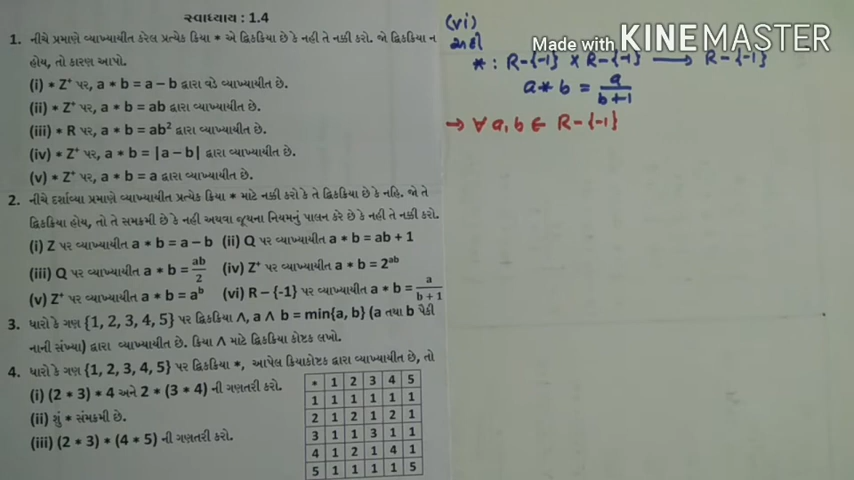 સ્વાધ્યાય : 1.4
1. નીચે પ્રમાણે વ્યાખ્યાયીત કરેલ પ્રત્યેક ક્રિયા * એ દ્વિક્રિયા છે કે નહી તે નક્કી કરો. જો દ્વિક્રિયા ન
હોય, તો કારણ આપો.
(i) * Z⁺ પર, a * b = a – b દ્વારા વડે વ્યાખ્યાયીત છે.
(ii) * Z⁺ પર, a * b = ab દ્વારા વ્યાખ્યાયીત છે.
(iii) * R પર, a * b = ab² દ્વારા વ્યાખ્યાયીત છે.
(iv) * Z⁺ પર, a * b = |a – b| દ્વારા વ્યાખ્યાયીત છે.
(v) * Z⁺ પર, a * b = a દ્વારા વ્યાખ્યાયીત છે.
2. નીચે દર્શાવ્યા પ્રમાણે વ્યાખ્યાયીત પ્રત્યેક ક્રિયા * માટે નક્કી કરો કે તે દ્વિક્રિયા છે કે નહિ. જો તે
દ્વિક્રિયા હોય, તો તે સમક્રમી છે કે નહી અથવા જૂથના નિયમનું પાલન કરે છે કે નહી તે નક્કી કરો.
(i) Z પર વ્યાખ્યાયીત a * b = a – b (ii) Q પર વ્યાખ્યાયીત a * b = ab + 1
(iii) Q પર વ્યાખ્યાયીત a * b = ab/2 (iv) Z⁺ પર વ્યાખ્યાયીત a * b = 2ᵃᵇ
(v) Z⁺ પર વ્યાખ્યાયીત a * b = aᵇ (vi) R – {-1} પર વ્યાખ્યાયીત a * b = a/(b + 1)
3. ધારો કે ગણ {1, 2, 3, 4, 5} પર દ્વિક્રિયા ∧, a ∧ b = min{a, b} (a તથા b પૈકી
નાની સંખ્યા) દ્વારા વ્યાખ્યાયીત છે. ક્રિયા ∧ માટે દ્વિક્રિયા કોષ્ટક લખો.
4. ધારો કે ગણ {1, 2, 3, 4, 5} પર દ્વિક્રિયા *, આપેલ ક્રિયાકોષ્ટક દ્વારા વ્યાખ્યાયીત છે, તો
(i) (2 * 3) * 4 અને 2 * (3 * 4) ની ગણતરી કરો.
(ii) શું * સંમક્રમી છે.
(iii) (2 * 3) * (4 * 5) ની ગણતરી કરો.
* 1 2 3 4 5
1 1 1 1 1 1
2 1 2 1 2 1
3 1 1 3 1 1
4 1 2 1 4 1
5 1 1 1 1 5
(vi)
અહીં
Made with KINEMASTER
* : R-{-1} × R-{-1} ⟶ R-{-1}
a * b = a/(b+1)
→ ∀ a, b ∈ R-{-1}